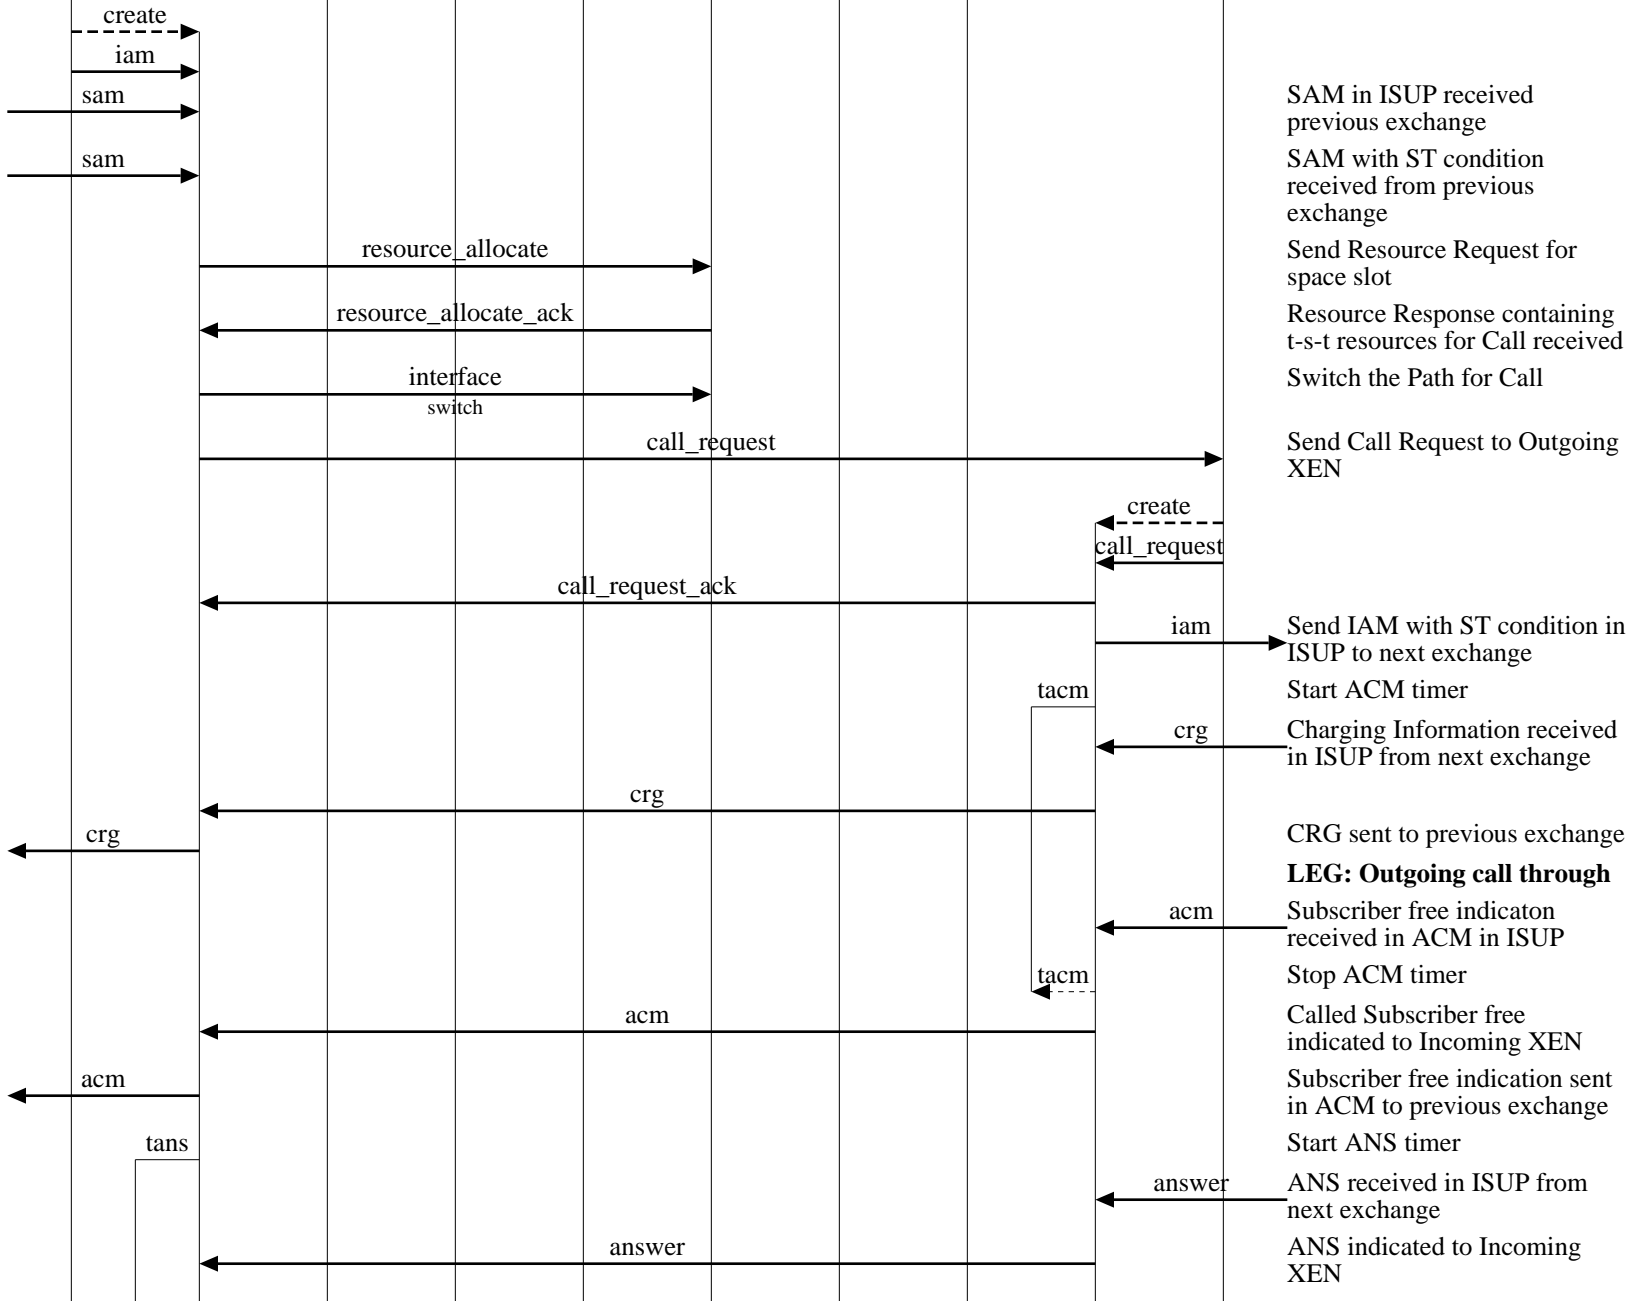 create
iam
sam
SAM in ISUP received
previous exchange
sam
SAM with ST condition
received from previous
exchange
resource_allocate
Send Resource Request for
space slot
resource_allocate_ack
Resource Response containing
t-s-t resources for Call received
interface
switch
Switch the Path for Call
call_request
Send Call Request to Outgoing
XEN
create
call_request
call_request_ack
iam
Send IAM with ST condition in
ISUP to next exchange
tacm
Start ACM timer
crg
Charging Information received
in ISUP from next exchange
crg
crg
CRG sent to previous exchange
LEG: Outgoing call through
acm
Subscriber free indicaton
received in ACM in ISUP
tacm
Stop ACM timer
acm
Called Subscriber free
indicated to Incoming XEN
acm
Subscriber free indication sent
in ACM to previous exchange
tans
Start ANS timer
answer
ANS received in ISUP from
next exchange
answer
ANS indicated to Incoming
XEN